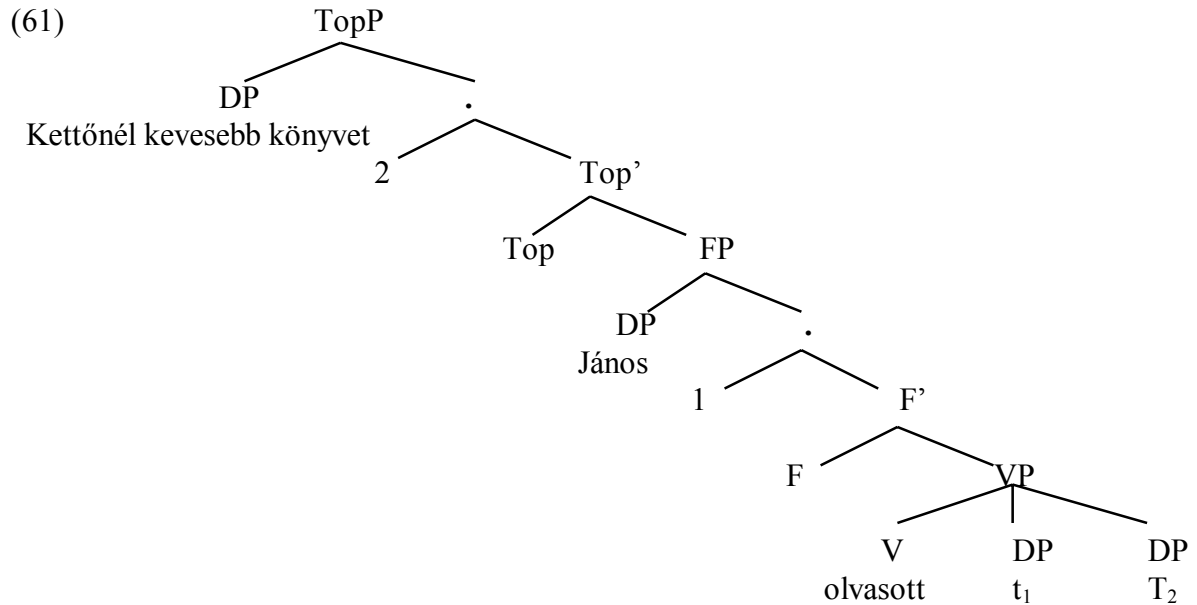 (61) TopP
DP .
Kettőnél kevesebb könyvet
2 Top’
Top FP
DP .
János
1 F’
F VP
V DP DP
olvasott t₁ T₂